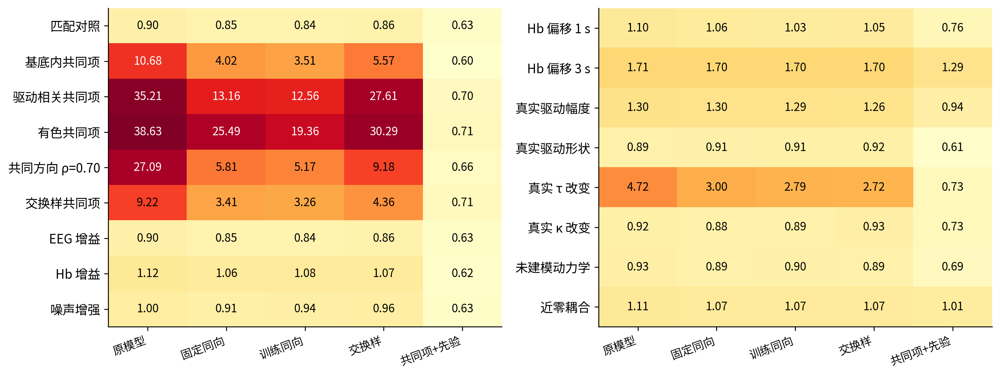 匹配对照 0.90 0.85 0.84 0.86 0.63
基底内共同项 10.68 4.02 3.51 5.57 0.60
驱动相关共同项 35.21 13.16 12.56 27.61 0.70
有色共同项 38.63 25.49 19.36 30.29 0.71
共同方向 ρ=0.70 27.09 5.81 5.17 9.18 0.66
交换样共同项 9.22 3.41 3.26 4.36 0.71
EEG 增益 0.90 0.85 0.84 0.86 0.63
Hb 增益 1.12 1.06 1.08 1.07 0.62
噪声增强 1.00 0.91 0.94 0.96 0.63
原模型 固定同向 训练同向 交换样 共同项+先验
Hb 偏移 1 s 1.10 1.06 1.03 1.05 0.76
Hb 偏移 3 s 1.71 1.70 1.70 1.70 1.29
真实驱动幅度 1.30 1.30 1.29 1.26 0.94
真实驱动形状 0.89 0.91 0.91 0.92 0.61
真实 τ 改变 4.72 3.00 2.79 2.72 0.73
真实 κ 改变 0.92 0.88 0.89 0.93 0.73
未建模动力学 0.93 0.89 0.90 0.89 0.69
近零耦合 1.11 1.07 1.07 1.07 1.01
原模型 固定同向 训练同向 交换样 共同项+先验